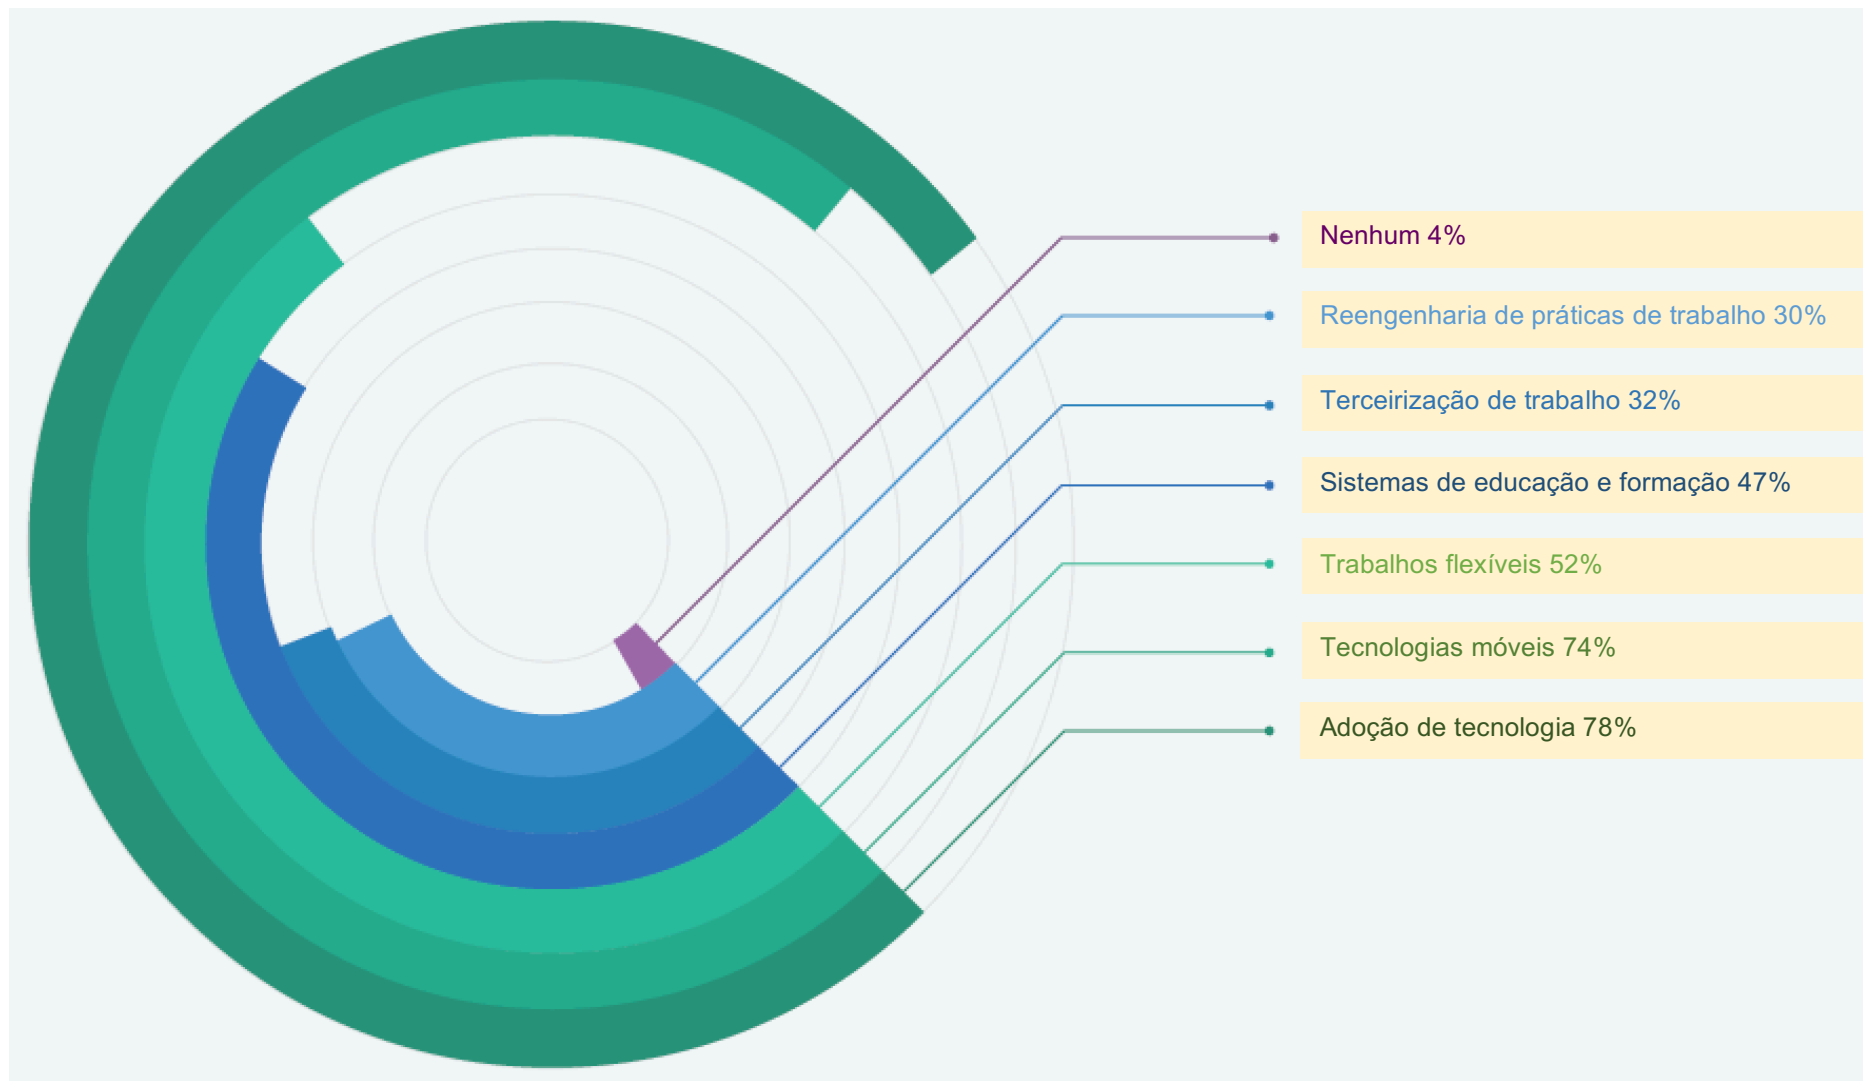 Nenhum 4%
Reengenharia de práticas de trabalho 30%
Terceirização de trabalho 32%
Sistemas de educação e formação 47%
Trabalhos flexíveis 52%
Tecnologias móveis 74%
Adoção de tecnologia 78%